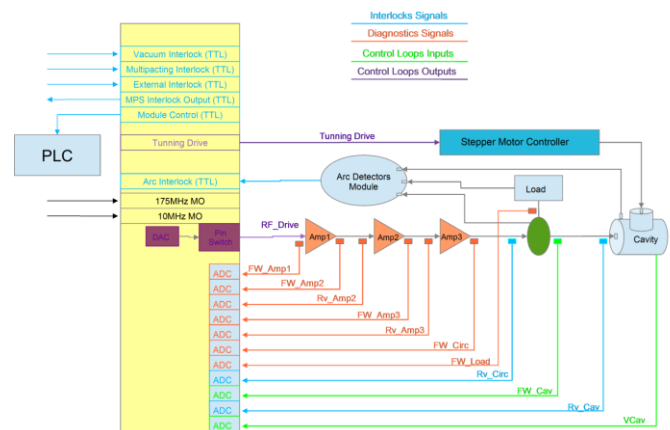 Interlocks Signals
Diagnostics Signals
Control Loops Inputs
Control Loops Outputs
Vacuum Interlock (TTL)
Multipacting Interlock (TTL)
External Interlock (TTL)
MPS Interlock Output (TTL)
Module Control (TTL)
PLC
Tunning Drive
Tunning Drive
Stepper Motor Controller
Arc Interlock (TTL)
Arc Detectors
Module
Load
175MHz MO
10MHz MO
DAC
Pin
Switch
RF_Drive
Amp1
Amp2
Amp3
Cavity
ADC
FW_Amp1
ADC
FW_Amp2
ADC
Rv_Amp2
ADC
FW_Amp3
ADC
Rv_Amp3
ADC
FW_Circ
ADC
FW_Load
ADC
Rv_Circ
ADC
FW_Cav
ADC
Rv_Cav
ADC
VCav